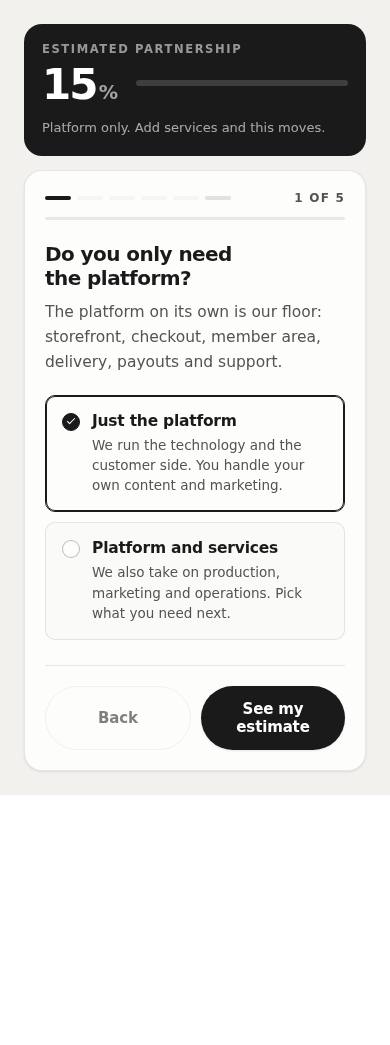 ESTIMATED PARTNERSHIP
15%
Platform only. Add services and this moves.
1 OF 5
Do you only need
the platform?
The platform on its own is our floor:
storefront, checkout, member area,
delivery, payouts and support.
Just the platform
We run the technology and the
customer side. You handle your
own content and marketing.
Platform and services
We also take on production,
marketing and operations. Pick
what you need next.
Back
See my
estimate